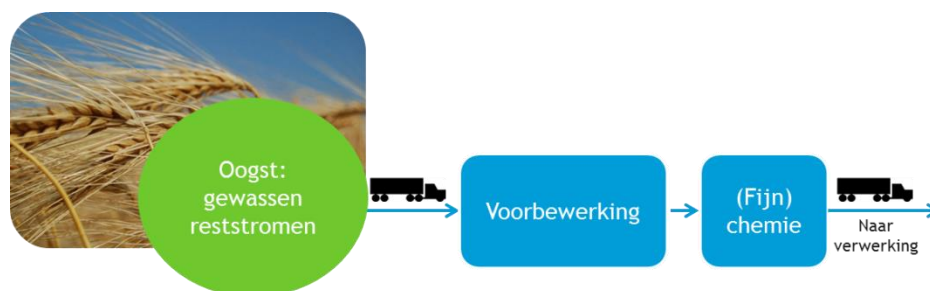 Oogst:
gewassen
reststromen
Voorbewerking
(Fijn)
chemie
Naar
verwerking